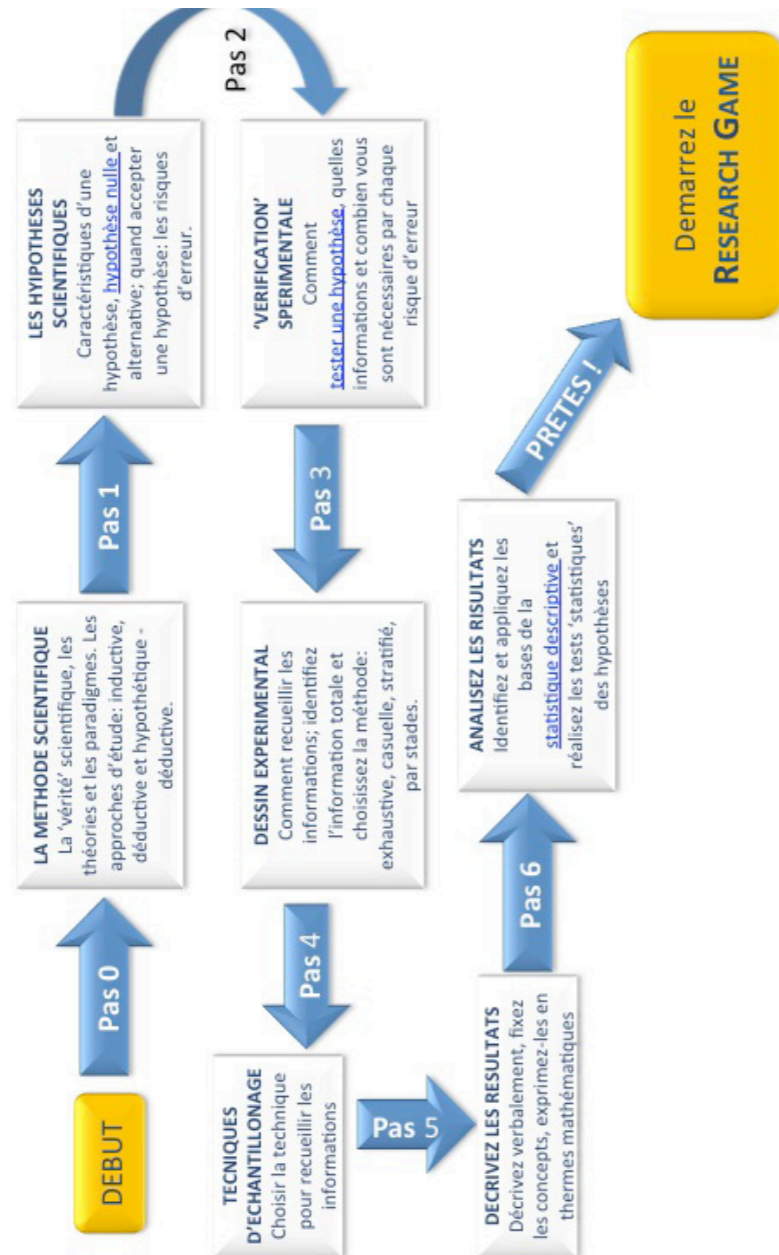 DEBUT
Pas 0
LA METHODE SCIENTIFIQUE
La ‘vérité’ scientifique, les
théories et les paradigmes. Les
approches d’étude: inductive,
déductive et hypothétique -
déductive.
Pas 1
LES HYIPOTHESES
SCIENTIFIQUES
Caractéristiques d’une
hypothèse, hypothèse nulle et
alternative; quand accepter
une hypothèse: les risques
d’erreur.
Pas 2
‘VERIFICATION’
SPERIMENTALE
Comment
tester une hypothèse, quelles
informations et combien vous
sont nécessaires par chaque
risque d’erreur
Pas 3
DESSIN EXPERIMENTAL
Comment recueillir les
informations; identifiez
l’information totale et
choisissez la méthode:
exhaustive, casuelle, stratifié,
par stades.
Pas 4
TECNIQUES
D’ECHANTILLONAGE
Choisir la technique
pour recueillir les
informations
Pas 5
DECRIVEZ LES RESULTATS
Décrivez verbalement, fixez
les concepts, exprimez-les en
thermes mathématiques
Pas 6
ANALISEZ LES RISULTATS
Identifiez et appliquez les
bases de la
statistique descriptive et
réalisez les tests ‘statistiques’
des hypothèses
PRETES !
Demarrez le
RESEARCH GAME